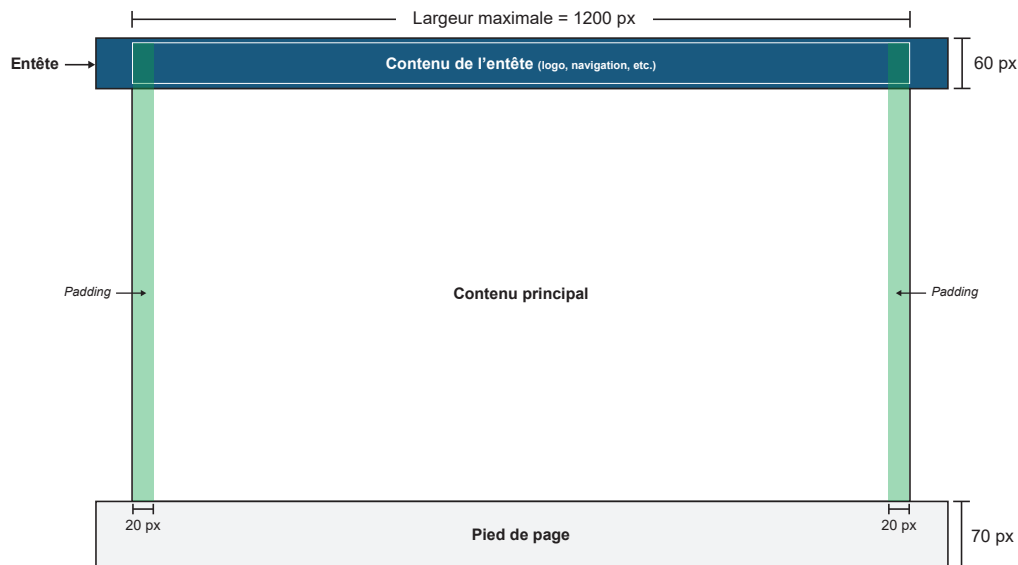 Largeur maximale = 1200 px
Entête
Contenu de l’entête (logo, navigation, etc.)
60 px
Padding
Contenu principal
Padding
20 px
20 px
Pied de page
70 px